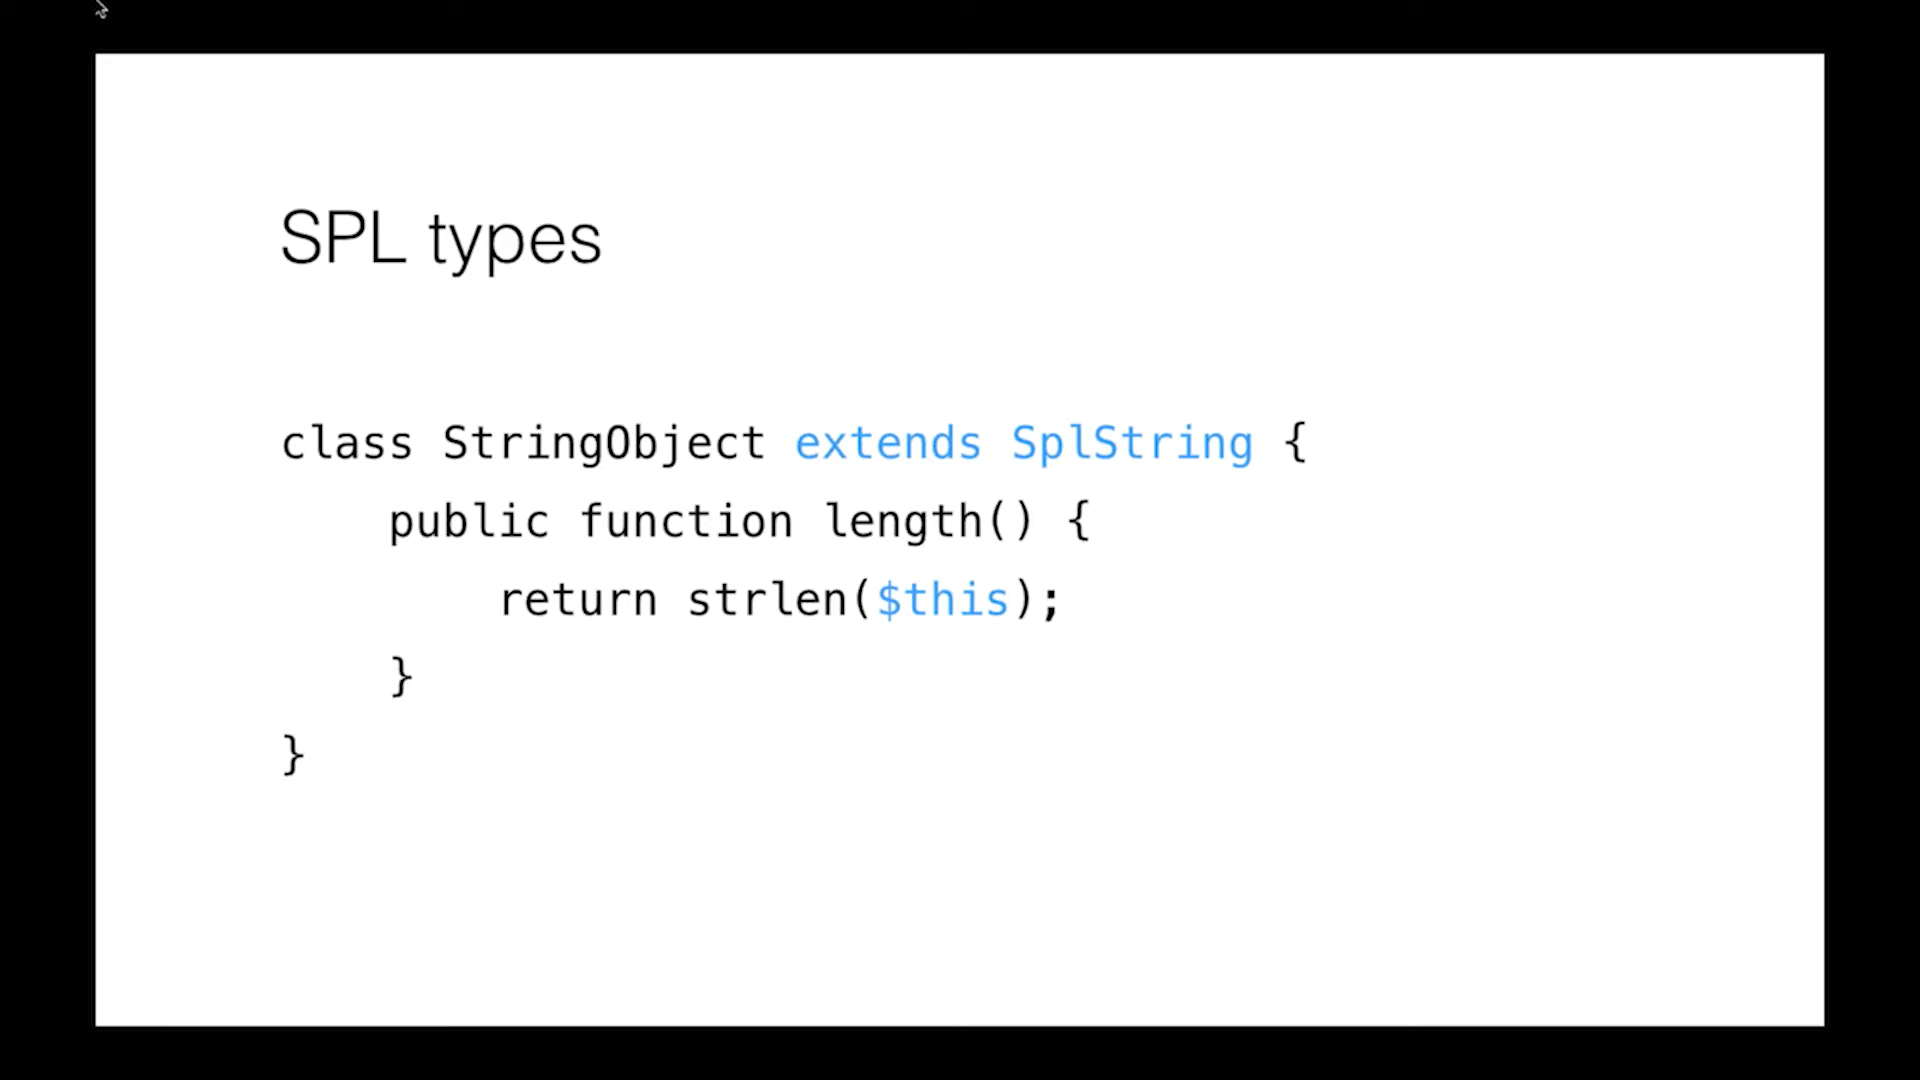 SPL types
class StringObject extends SplString {
    public function length() {
        return strlen($this);
    }
}